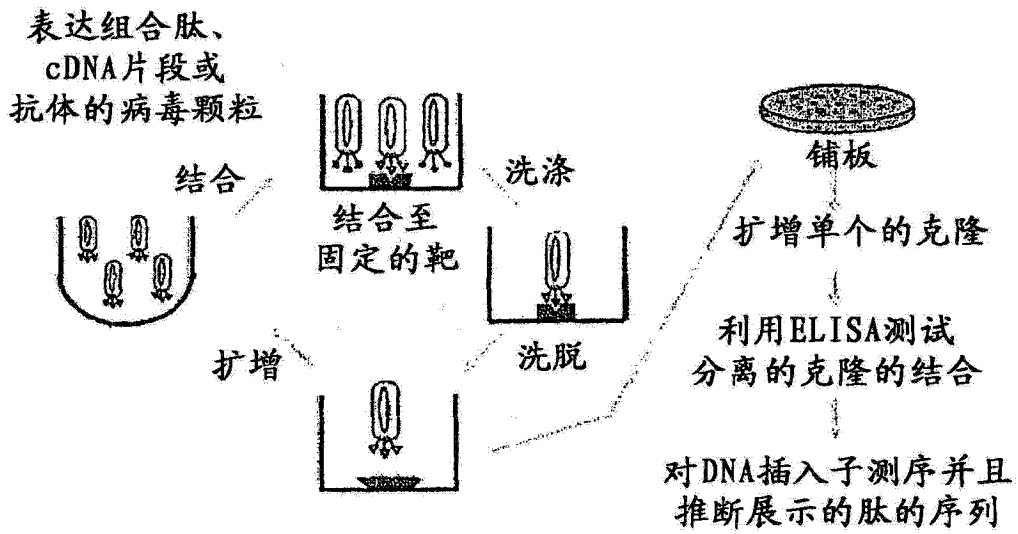 表达组合肽、
cDNA片段或
抗体的病毒颗粒
结合
结合至
固定的靶
洗涤
洗脱
扩增
铺板
扩增单个的克隆
利用ELISA测试
分离的克隆的结合
对DNA插入子测序并且
推断展示的肽的序列